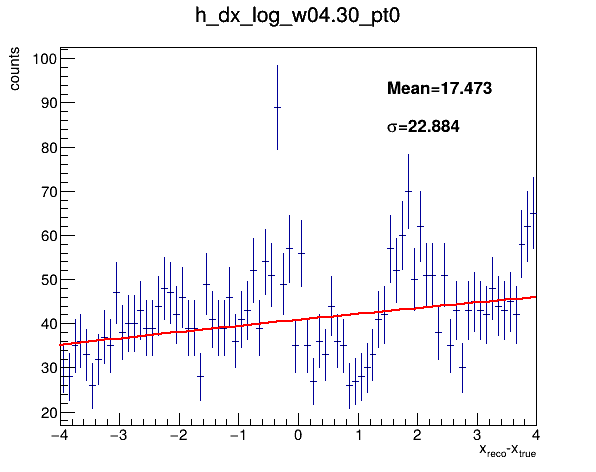 h_dx_log_w04.30_pt0
counts
100
90
80
70
60
50
40
30
20
Mean=17.473
σ=22.884
−4 −3 −2 −1 0 1 2 3 4
x_reco-x_true